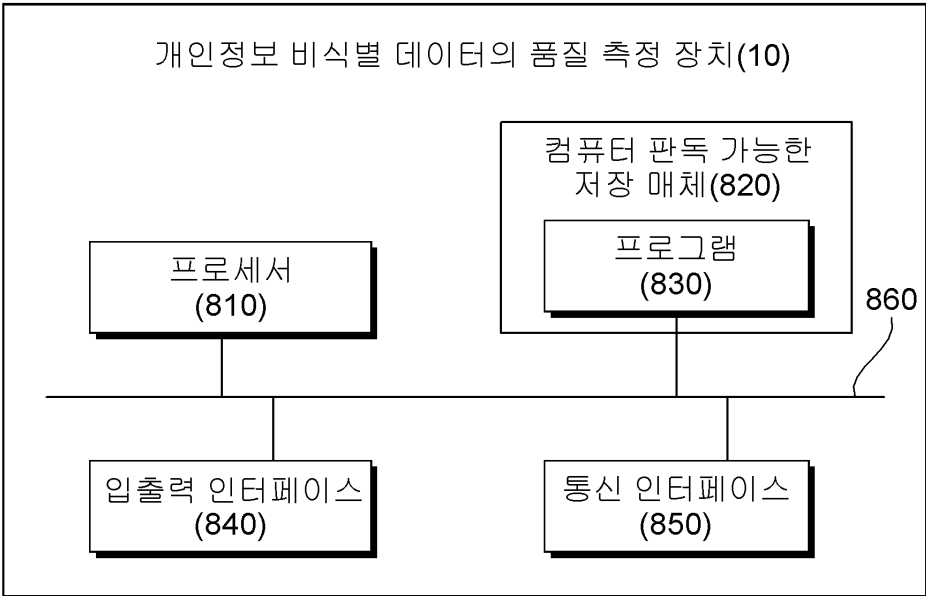 개인정보 비식별 데이터의 품질 측정 장치(10)
컴퓨터 판독 가능한
저장 매체(820)
프로세서
(810)
프로그램
(830)
860
입출력 인터페이스
(840)
통신 인터페이스
(850)